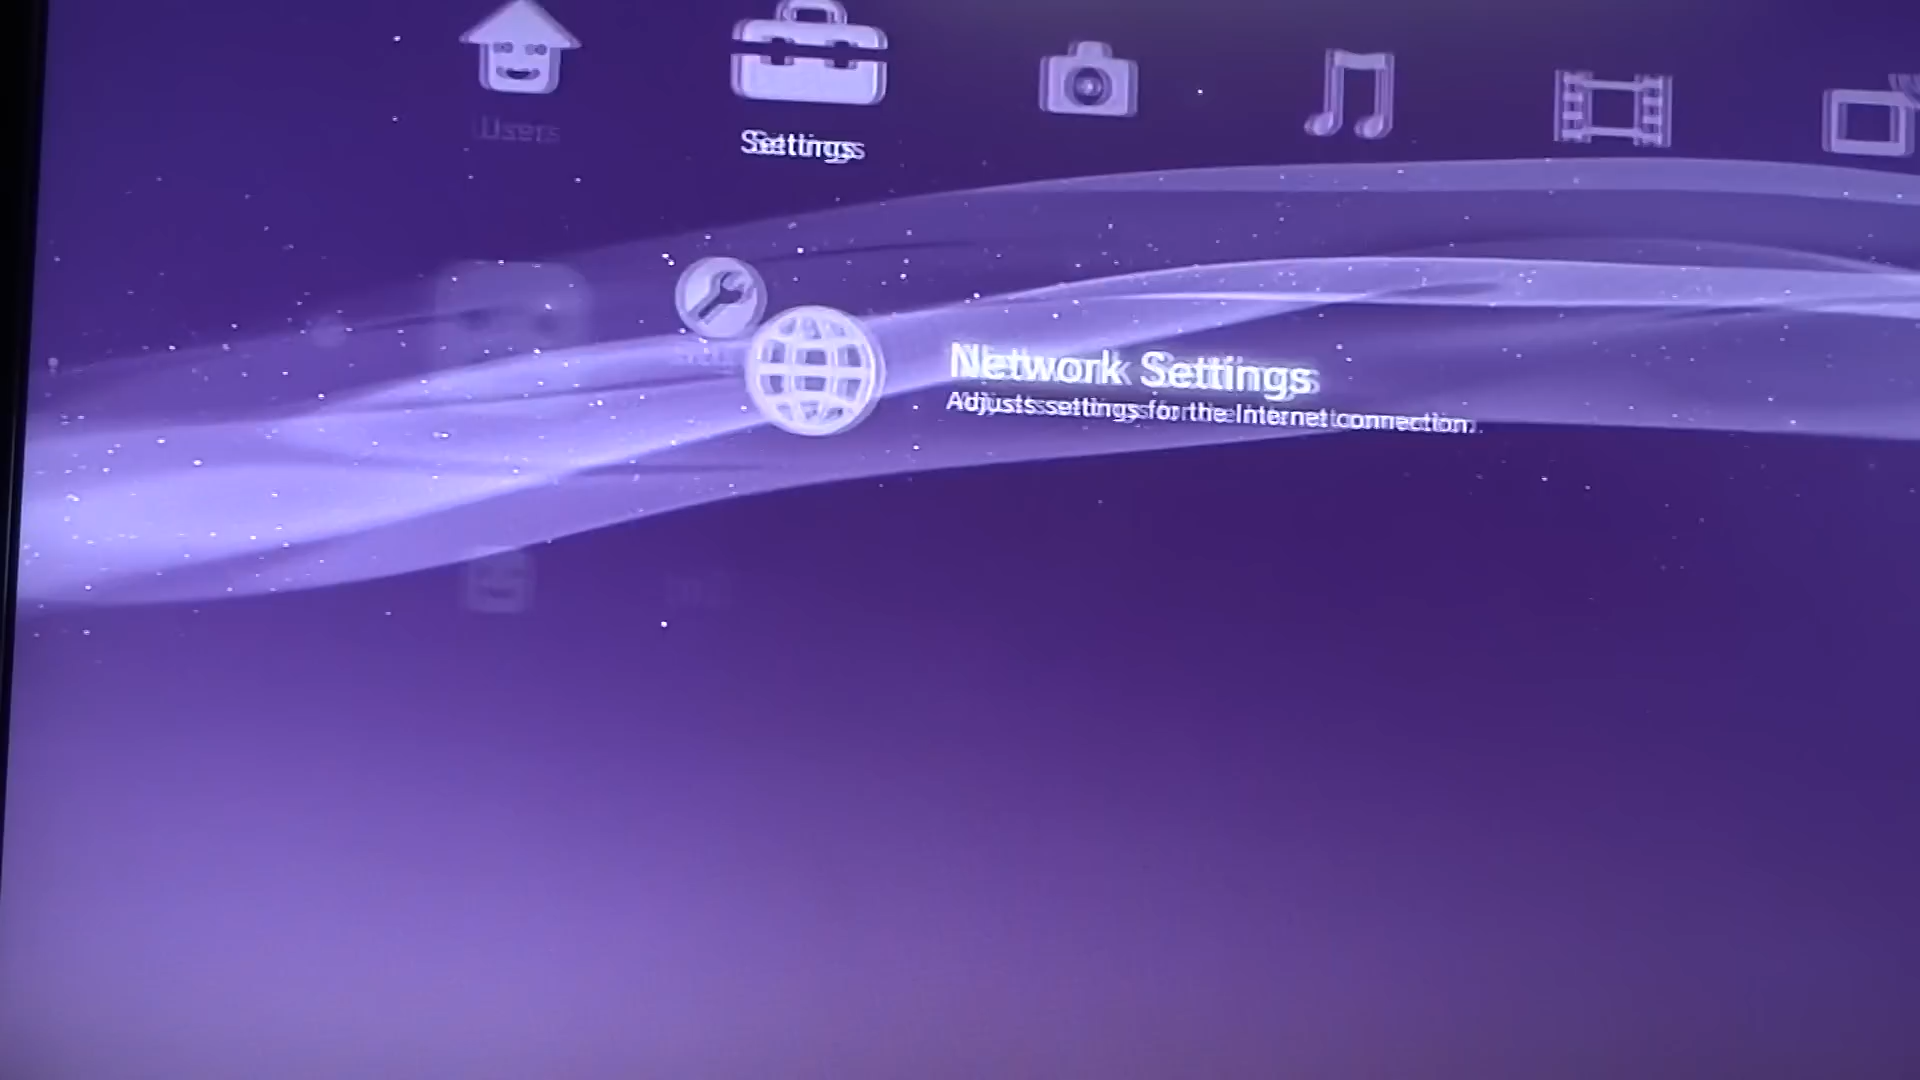 Users
Settings
Network Settings
Adjusts settings for the Internet connection.